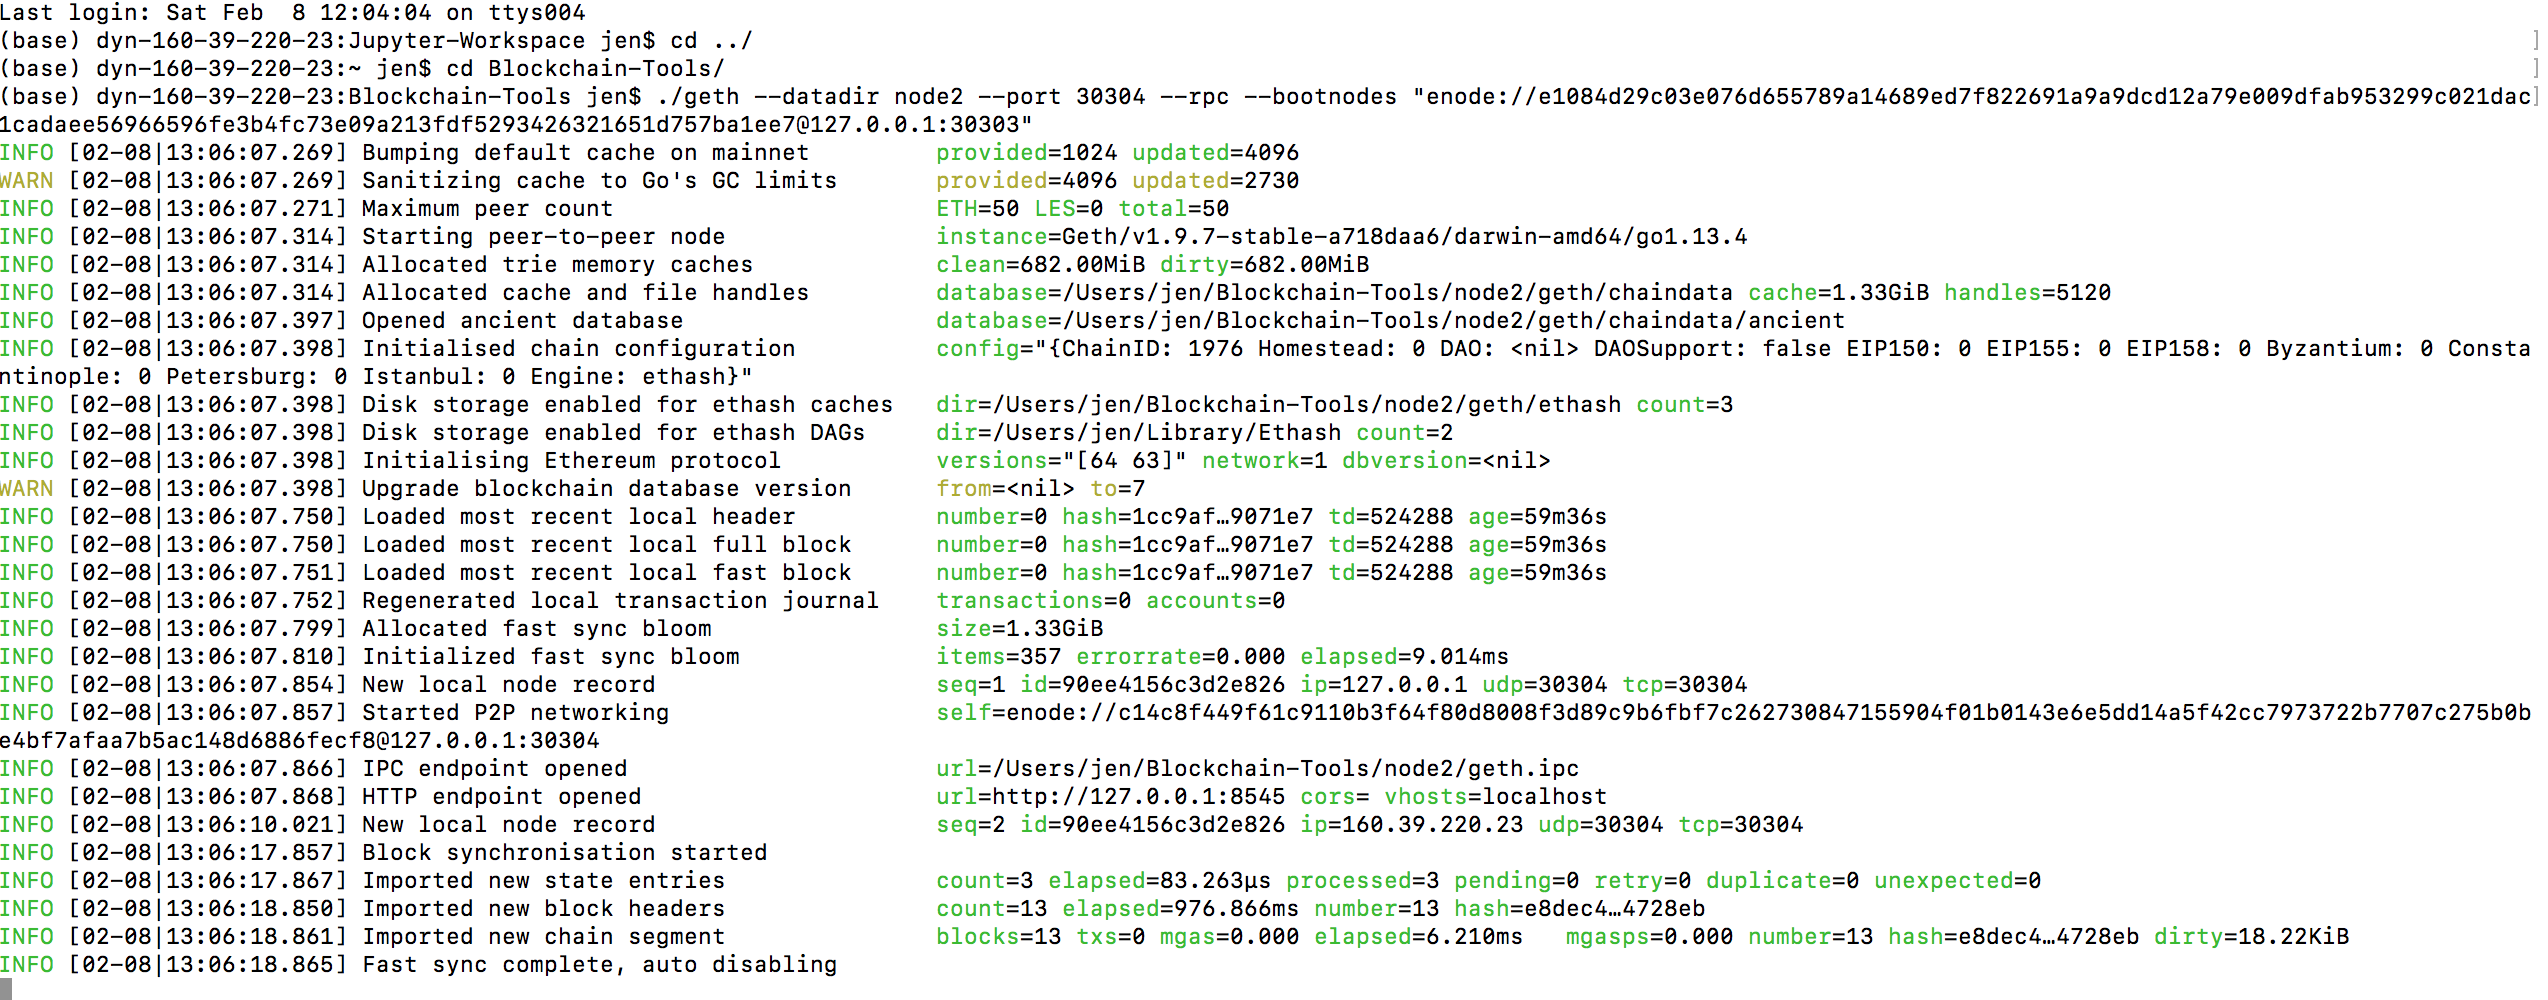 Last login: Sat Feb  8 12:04:04 on ttys004
(base) dyn-160-39-220-23:Jupyter-Workspace jen$ cd ../
(base) dyn-160-39-220-23:~ jen$ cd Blockchain-Tools/
(base) dyn-160-39-220-23:Blockchain-Tools jen$ ./geth --datadir node2 --port 30304 --rpc --bootnodes "enode://e1084d29c03e076d655789a14689ed7f822691a9a9dcd12a79e009dfab953299c021dac
1cadaee56966596fe3b4fc73e09a213fdf5293426321651d757ba1ee7@127.0.0.1:30303"
INFO [02-08|13:06:07.269] Bumping default cache on mainnet         provided=1024 updated=4096
WARN [02-08|13:06:07.269] Sanitizing cache to Go's GC limits       provided=4096 updated=2730
INFO [02-08|13:06:07.271] Maximum peer count                       ETH=50 LES=0 total=50
INFO [02-08|13:06:07.314] Starting peer-to-peer node               instance=Geth/v1.9.7-stable-a718daa6/darwin-amd64/go1.13.4
INFO [02-08|13:06:07.314] Allocated trie memory caches             clean=682.00MiB dirty=682.00MiB
INFO [02-08|13:06:07.314] Allocated cache and file handles         database=/Users/jen/Blockchain-Tools/node2/geth/chaindata cache=1.33GiB handles=5120
INFO [02-08|13:06:07.397] Opened ancient database                  database=/Users/jen/Blockchain-Tools/node2/geth/chaindata/ancient
INFO [02-08|13:06:07.398] Initialised chain configuration          config="{ChainID: 1976 Homestead: 0 DAO: <nil> DAOSupport: false EIP150: 0 EIP155: 0 EIP158: 0 Byzantium: 0 Consta
ntinople: 0 Petersburg: 0 Istanbul: 0 Engine: ethash}"
INFO [02-08|13:06:07.398] Disk storage enabled for ethash caches   dir=/Users/jen/Blockchain-Tools/node2/geth/ethash count=3
INFO [02-08|13:06:07.398] Disk storage enabled for ethash DAGs     dir=/Users/jen/Library/Ethash count=2
INFO [02-08|13:06:07.398] Initialising Ethereum protocol           versions="[64 63]" network=1 dbversion=<nil>
WARN [02-08|13:06:07.398] Upgrade blockchain database version      from=<nil> to=7
INFO [02-08|13:06:07.750] Loaded most recent local header          number=0 hash=1cc9af…9071e7 td=524288 age=59m36s
INFO [02-08|13:06:07.750] Loaded most recent local full block      number=0 hash=1cc9af…9071e7 td=524288 age=59m36s
INFO [02-08|13:06:07.751] Loaded most recent local fast block      number=0 hash=1cc9af…9071e7 td=524288 age=59m36s
INFO [02-08|13:06:07.752] Regenerated local transaction journal    transactions=0 accounts=0
INFO [02-08|13:06:07.799] Allocated fast sync bloom                size=1.33GiB
INFO [02-08|13:06:07.810] Initialized fast sync bloom              items=357 errorrate=0.000 elapsed=9.014ms
INFO [02-08|13:06:07.854] New local node record                    seq=1 id=90ee4156c3d2e826 ip=127.0.0.1 udp=30304 tcp=30304
INFO [02-08|13:06:07.857] Started P2P networking                   self=enode://c14c8f449f61c9110b3f64f80d8008f3d89c9b6fbf7c262730847155904f01b0143e6e5dd14a5f42cc7973722b7707c275b0b
e4bf7afaa7b5ac148d6886fecf8@127.0.0.1:30304
INFO [02-08|13:06:07.866] IPC endpoint opened                      url=/Users/jen/Blockchain-Tools/node2/geth.ipc
INFO [02-08|13:06:07.868] HTTP endpoint opened                     url=http://127.0.0.1:8545 cors= vhosts=localhost
INFO [02-08|13:06:10.021] New local node record                    seq=2 id=90ee4156c3d2e826 ip=160.39.220.23 udp=30304 tcp=30304
INFO [02-08|13:06:17.857] Block synchronisation started
INFO [02-08|13:06:17.867] Imported new state entries               count=3 elapsed=83.263µs processed=3 pending=0 retry=0 duplicate=0 unexpected=0
INFO [02-08|13:06:18.850] Imported new block headers               count=13 elapsed=976.866ms number=13 hash=e8dec4…4728eb
INFO [02-08|13:06:18.861] Imported new chain segment               blocks=13 txs=0 mgas=0.000 elapsed=6.210ms   mgasps=0.000 number=13 hash=e8dec4…4728eb dirty=18.22KiB
INFO [02-08|13:06:18.865] Fast sync complete, auto disabling